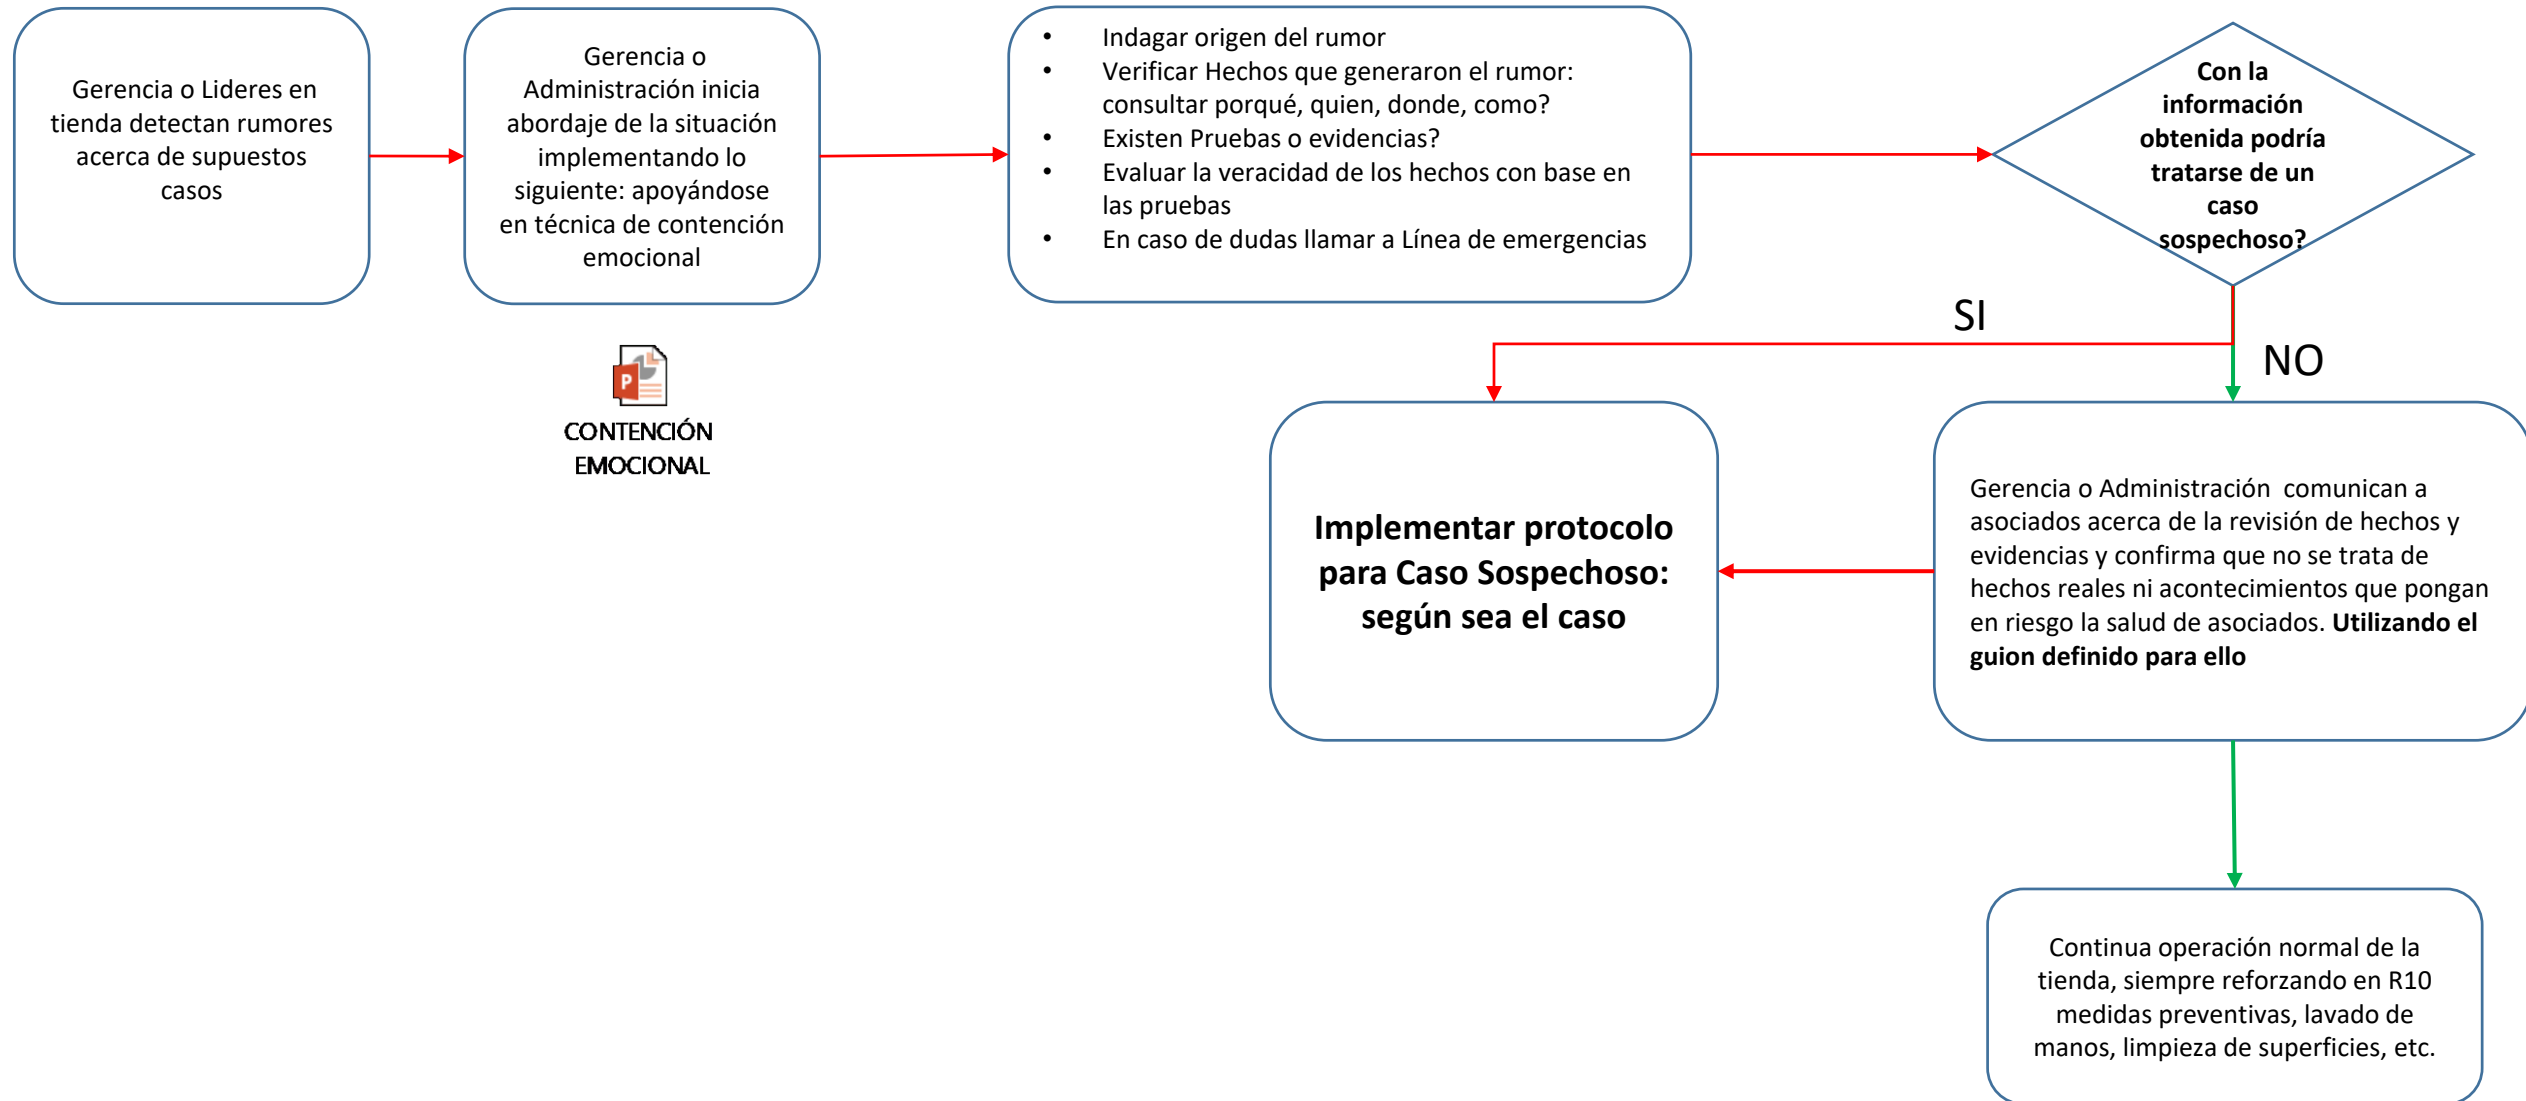 Gerencia o Lideres en
tienda detectan rumores
acerca de supuestos
casos
Gerencia o
Administración inicia
abordaje de la situación
implementando lo
siguiente: apoyándose
en técnica de contención
emocional
• Indagar origen del rumor
• Verificar Hechos que generaron el rumor:
consultar porqué, quien, donde, como?
• Existen Pruebas o evidencias?
• Evaluar la veracidad de los hechos con base en
las pruebas
• En caso de dudas llamar a Línea de emergencias
Con la
información
obtenida podría
tratarse de un
caso
sospechoso?
SI
NO
P
CONTENCIÓN
EMOCIONAL
Implementar protocolo
para Caso Sospechoso:
según sea el caso
Gerencia o Administración  comunican a
asociados acerca de la revisión de hechos y
evidencias y confirma que no se trata de
hechos reales ni acontecimientos que pongan
en riesgo la salud de asociados. Utilizando el
guion definido para ello
Continua operación normal de la
tienda, siempre reforzando en R10
medidas preventivas, lavado de
manos, limpieza de superficies, etc.